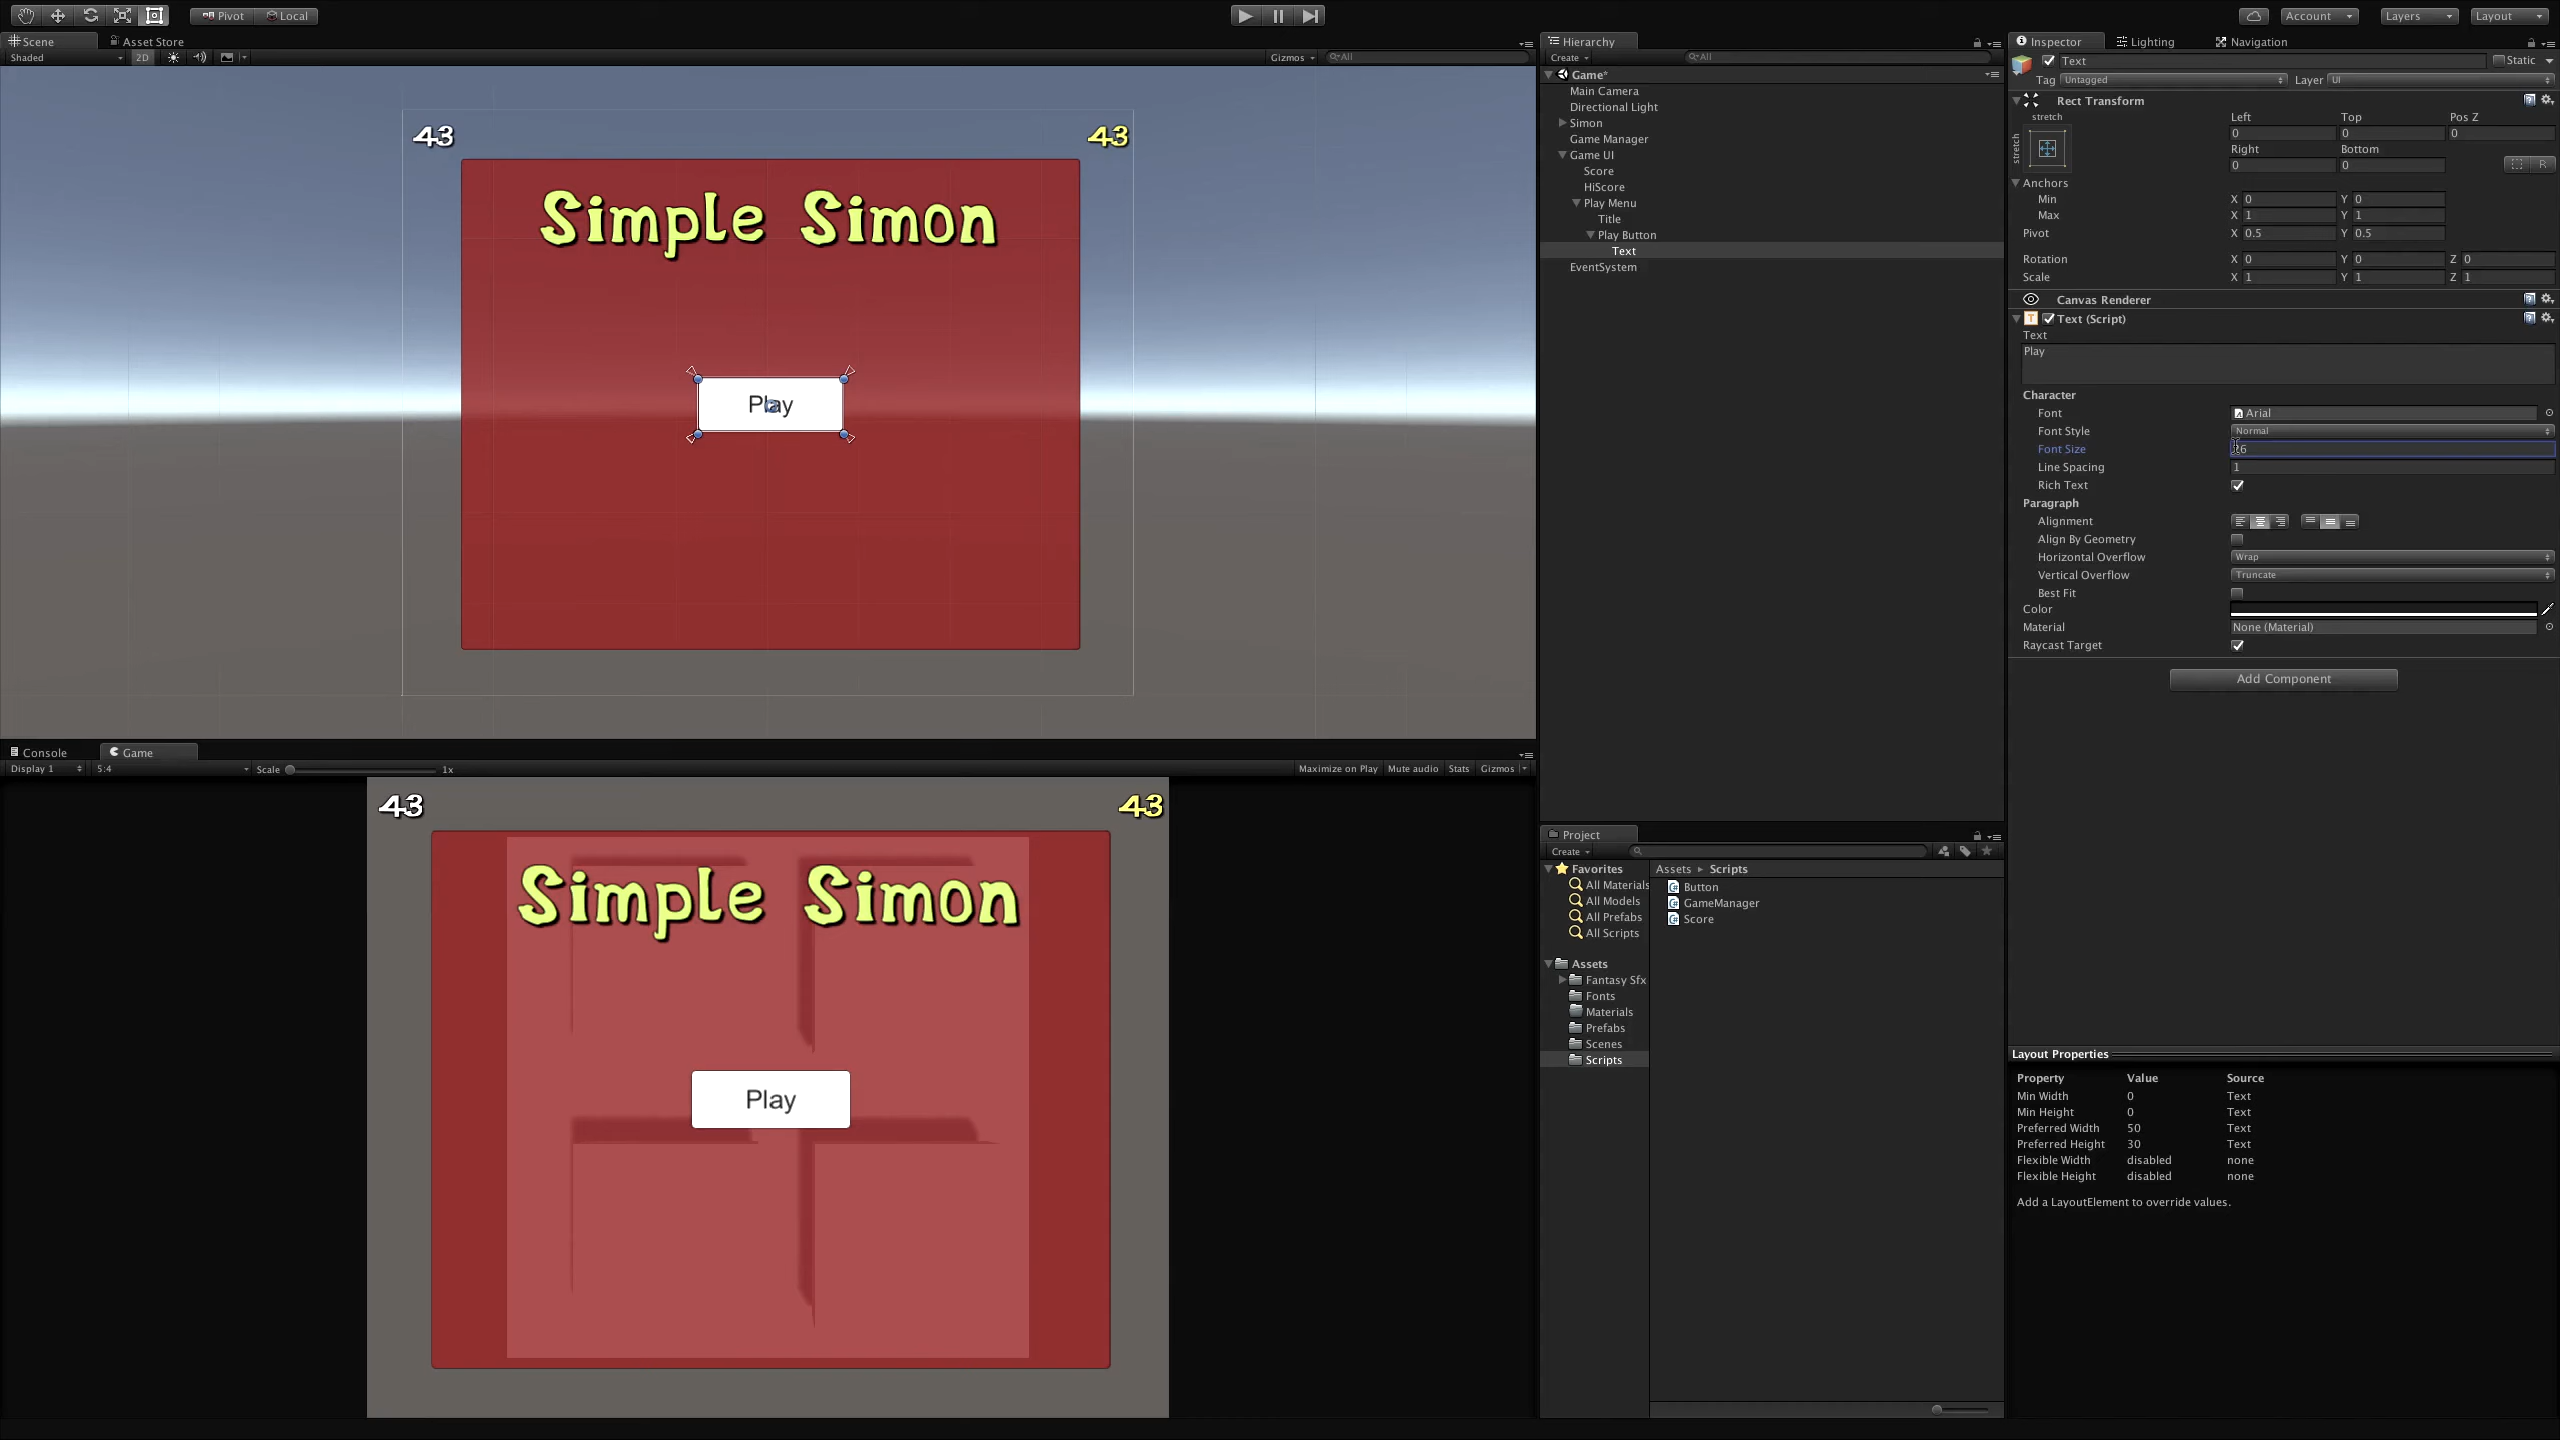 Pivot Local Account Layers Layout
Scene Asset Store
Shaded 2D Gizmos All
43 43
Simple Simon
Play
Console Game
Display 1 5:4 Scale 1x Maximize on Play Mute audio Stats Gizmos
43 43
Simple Simon
Play
Hierarchy
Create All
Game*
Main Camera
Directional Light
Simon
Game Manager
Game UI
Score
HiScore
Play Menu
Title
Play Button
Text
EventSystem
Project
Create
Favorites
All Materials
All Models
All Prefabs
All Scripts
Assets
Fantasy Sfx
Fonts
Materials
Prefabs
Scenes
Scripts
Assets Scripts
Button
GameManager
Score
Inspector Lighting Navigation
Text Static
Tag Untagged Layer UI
Rect Transform
stretch Left Top Pos Z
stretch 0 0 0
Right Bottom
0 0 R
Anchors
Min X 0 Y 0
Max X 1 Y 1
Pivot X 0.5 Y 0.5
Rotation X 0 Y 0 Z 0
Scale X 1 Y 1 Z 1
Canvas Renderer
Text (Script)
Text
Play
Character
Font Arial
Font Style Normal
Font Size
Line Spacing 1
Rich Text
Paragraph
Alignment
Align By Geometry
Horizontal Overflow Wrap
Vertical Overflow Truncate
Best Fit
Color
Material None (Material)
Raycast Target
Add Component
Layout Properties
Property Value Source
Min Width 0 Text
Min Height 0 Text
Preferred Width 50 Text
Preferred Height 30 Text
Flexible Width disabled none
Flexible Height disabled none
Add a LayoutElement to override values.